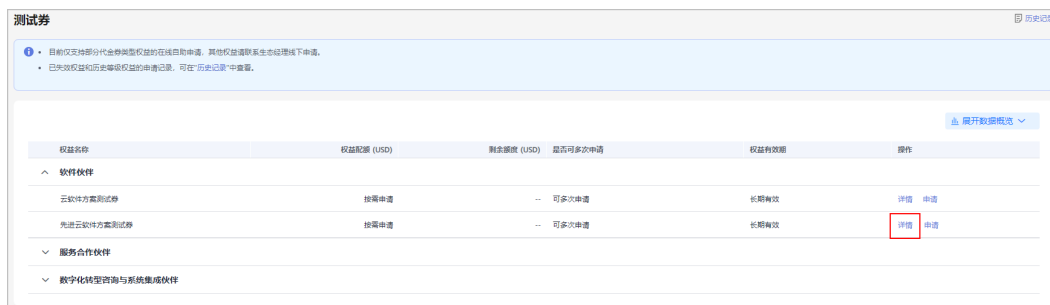 测试券
历史记录
目前仅支持部分代金券类型权益的在线自助申请，其他权益请联系生态经理线下申请。
已失效权益和历史等级权益的申请记录，可在"历史记录"中查看。
展开数据概览
权益名称 权益配额 (USD) 剩余额度 (USD) 是否可多次申请 权益有效期 操作
软件伙伴
云软件方案测试券 按需申请 -- 可多次申请 长期有效 详情 申请
先进云软件方案测试券 按需申请 -- 可多次申请 长期有效 详情 申请
服务合作伙伴
数字化转型咨询与系统集成伙伴